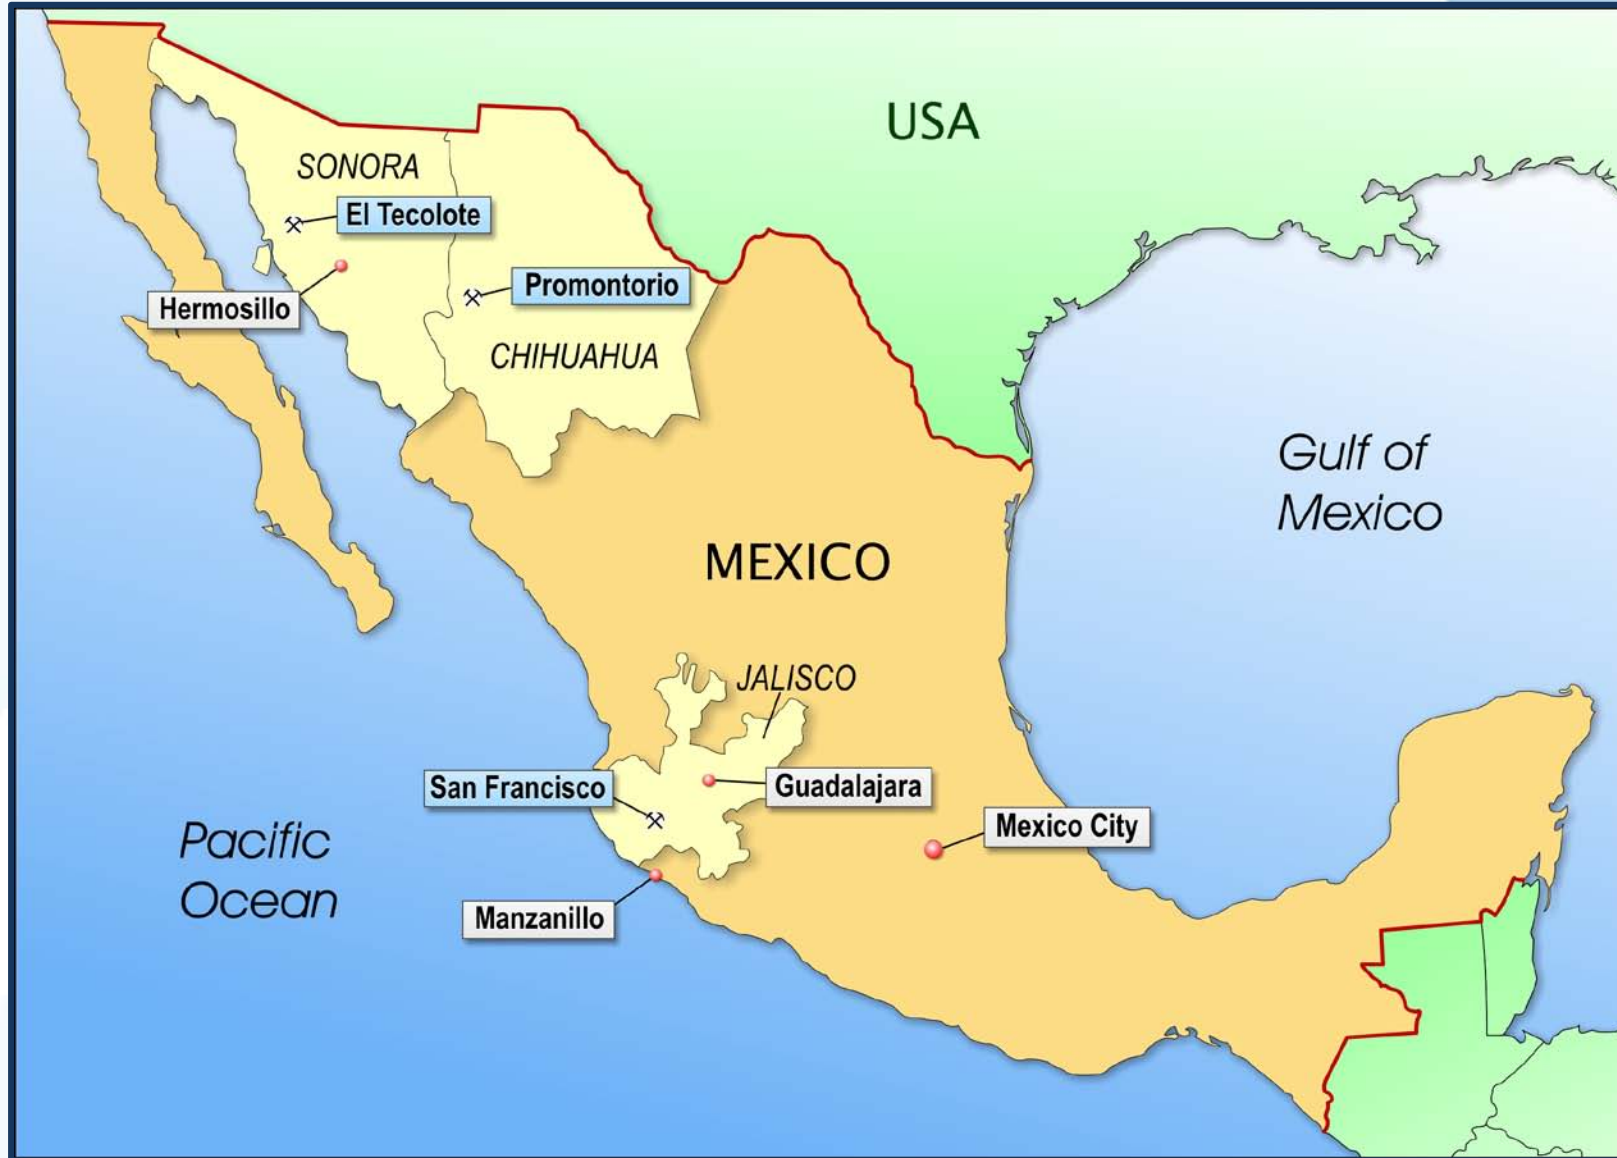 USA
SONORA
El Tecolote
Promontorio
Hermosillo
CHIHUAHUA
Gulf of
Mexico
MEXICO
JALISCO
San Francisco
Guadalajara
Mexico City
Pacific
Ocean
Manzanillo